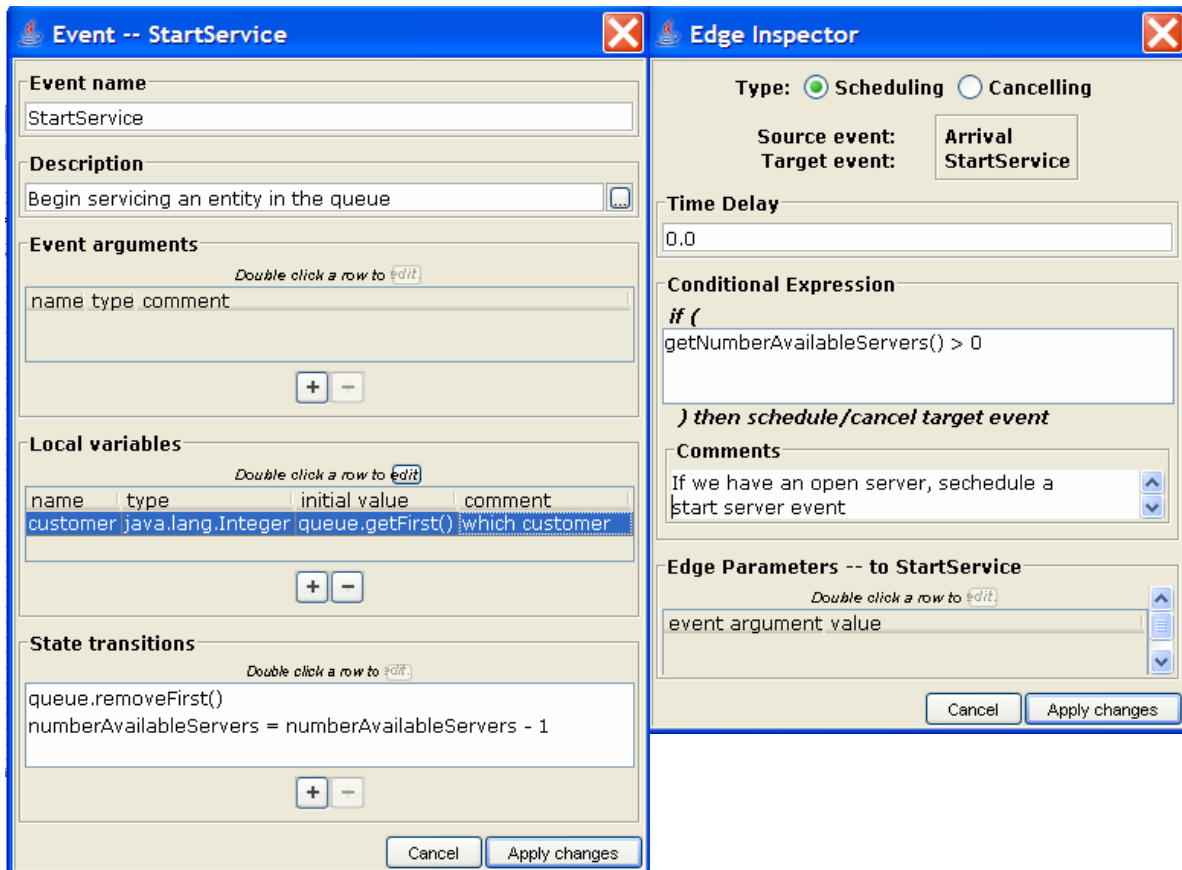 Event -- StartService
Event name
StartService
Description
Begin servicing an entity in the queue
...
Event arguments
Double click a row to edit.
name type comment
+ −
Local variables
Double click a row to edit
name type initial value comment
customer java.lang.Integer queue.getFirst() which customer
+ −
State transitions
Double click a row to edit.
queue.removeFirst()
numberAvailableServers = numberAvailableServers - 1
+ −
Cancel Apply changes
Edge Inspector
Type: Scheduling Cancelling
Source event: Arrival
Target event: StartService
Time Delay
0.0
Conditional Expression
if (
getNumberAvailableServers() > 0
) then schedule/cancel target event
Comments
If we have an open server, sechedule a
start server event
Edge Parameters -- to StartService
Double click a row to edit.
event argument value
Cancel Apply changes